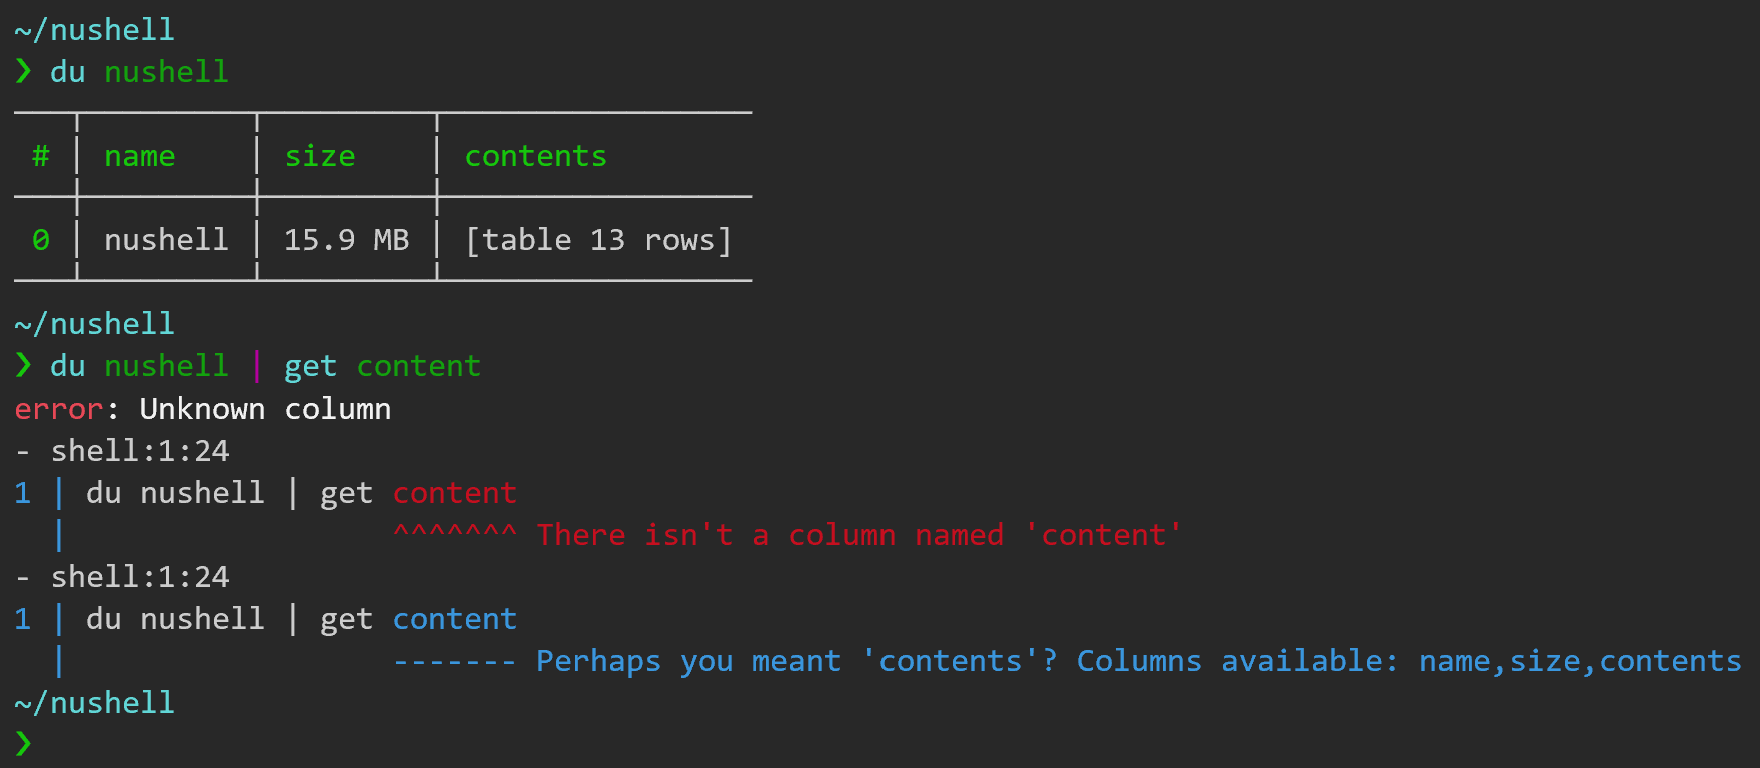 ~/nushell
❯ du nushell
# │ name │ size │ contents
0 │ nushell │ 15.9 MB │ [table 13 rows]
~/nushell
❯ du nushell | get content
error: Unknown column
- shell:1:24
1 | du nushell | get content
  |                  ^^^^^^^ There isn't a column named 'content'
- shell:1:24
1 | du nushell | get content
  |                  ------- Perhaps you meant 'contents'? Columns available: name,size,contents
~/nushell
❯